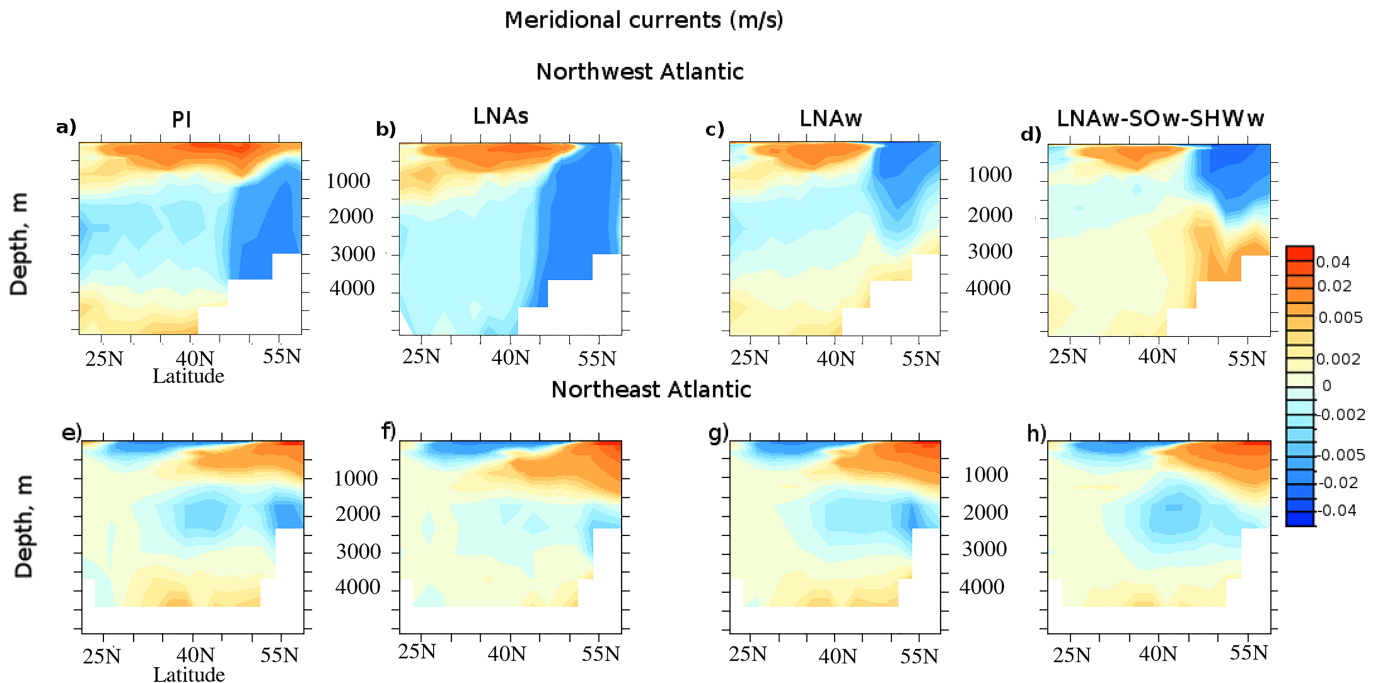 Meridional currents (m/s)
Northwest Atlantic
a) PI b) LNAs c) LNAw d) LNAw-SOw-SHWw
Depth, m
1000 1000
2000 2000
3000 3000
4000 4000
25N 40N 55N 25N 40N 55N 25N 40N 55N 25N 40N 55N
Latitude
0.04
0.02
0.005
0.002
0
-0.002
-0.005
-0.02
-0.04
Northeast Atlantic
e) f) g) h)
Depth, m
1000 1000
2000 2000
3000 3000
4000 4000
25N 40N 55N 25N 40N 55N 25N 40N 55N 25N 40N 55N
Latitude